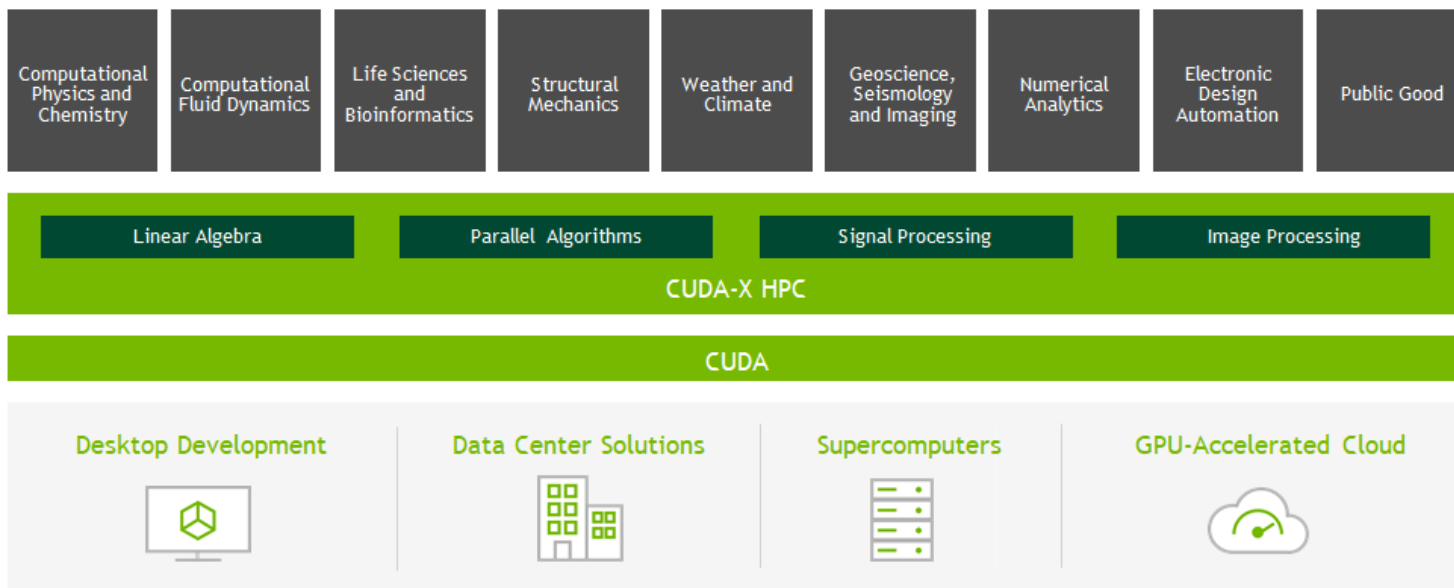 Computational
Physics and
Chemistry
Computational
Fluid Dynamics
Life Sciences
and
Bioinformatics
Structural
Mechanics
Weather and
Climate
Geoscience,
Seismology
and Imaging
Numerical
Analytics
Electronic
Design
Automation
Public Good
Linear Algebra
Parallel Algorithms
Signal Processing
Image Processing
CUDA-X HPC
CUDA
Desktop Development
Data Center Solutions
Supercomputers
GPU-Accelerated Cloud